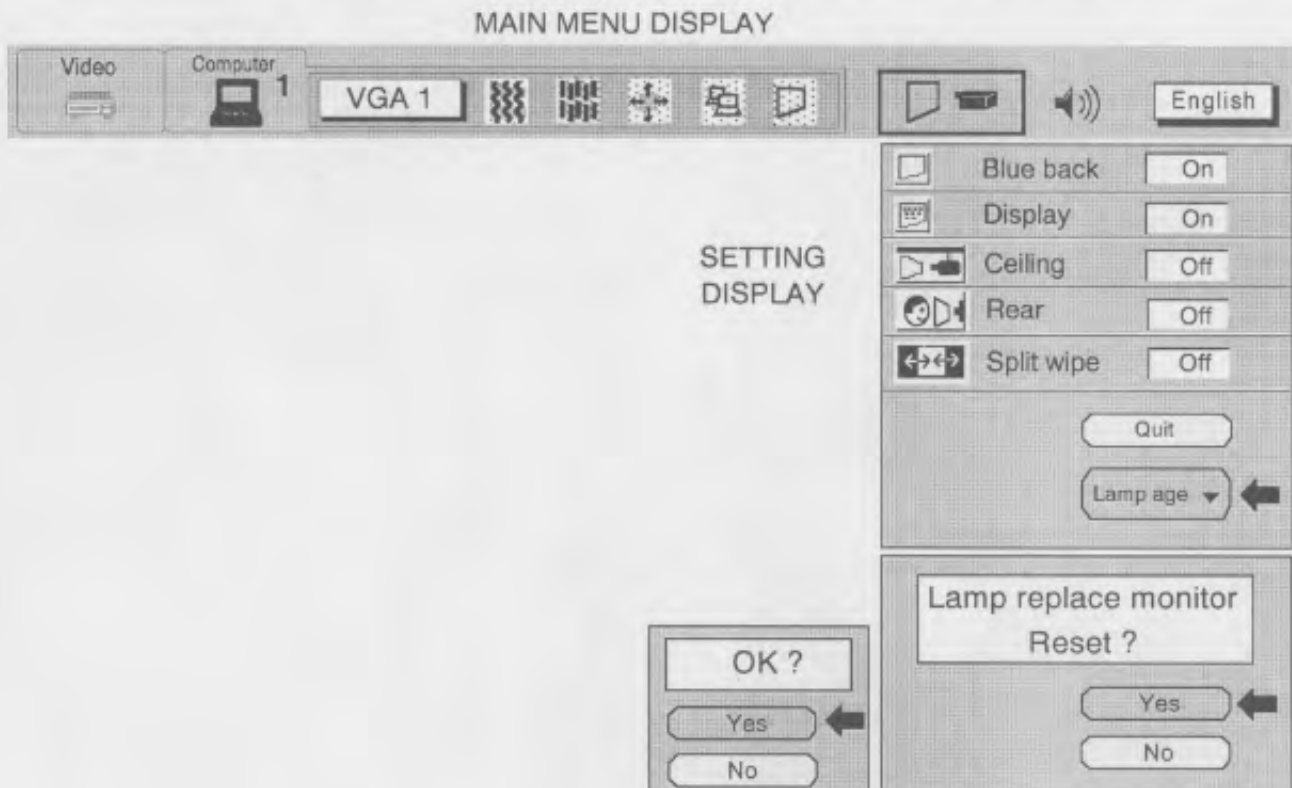 MAIN MENU DISPLAY
Video
Computer
1
VGA 1
English
Blue back On
Display On
SETTING
DISPLAY
Ceiling Off
Rear Off
Split wipe Off
Quit
Lamp age
Lamp replace monitor
Reset ?
Yes
No
OK ?
Yes
No